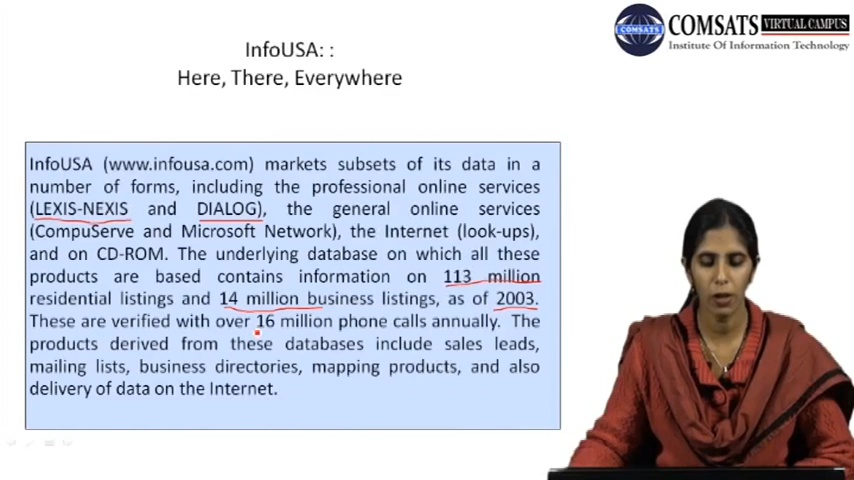 InfoUSA: :
Here, There, Everywhere
COMSATS
COMSATS VIRTUAL CAMPUS
Institute Of Information Technology
InfoUSA (www.infousa.com) markets subsets of its data in a
number of forms, including the professional online services
(LEXIS-NEXIS and DIALOG), the general online services
(CompuServe and Microsoft Network), the Internet (look-ups),
and on CD-ROM. The underlying database on which all these
products are based contains information on 113 million
residential listings and 14 million business listings, as of 2003.
These are verified with over 16 million phone calls annually. The
products derived from these databases include sales leads,
mailing lists, business directories, mapping products, and also
delivery of data on the Internet.